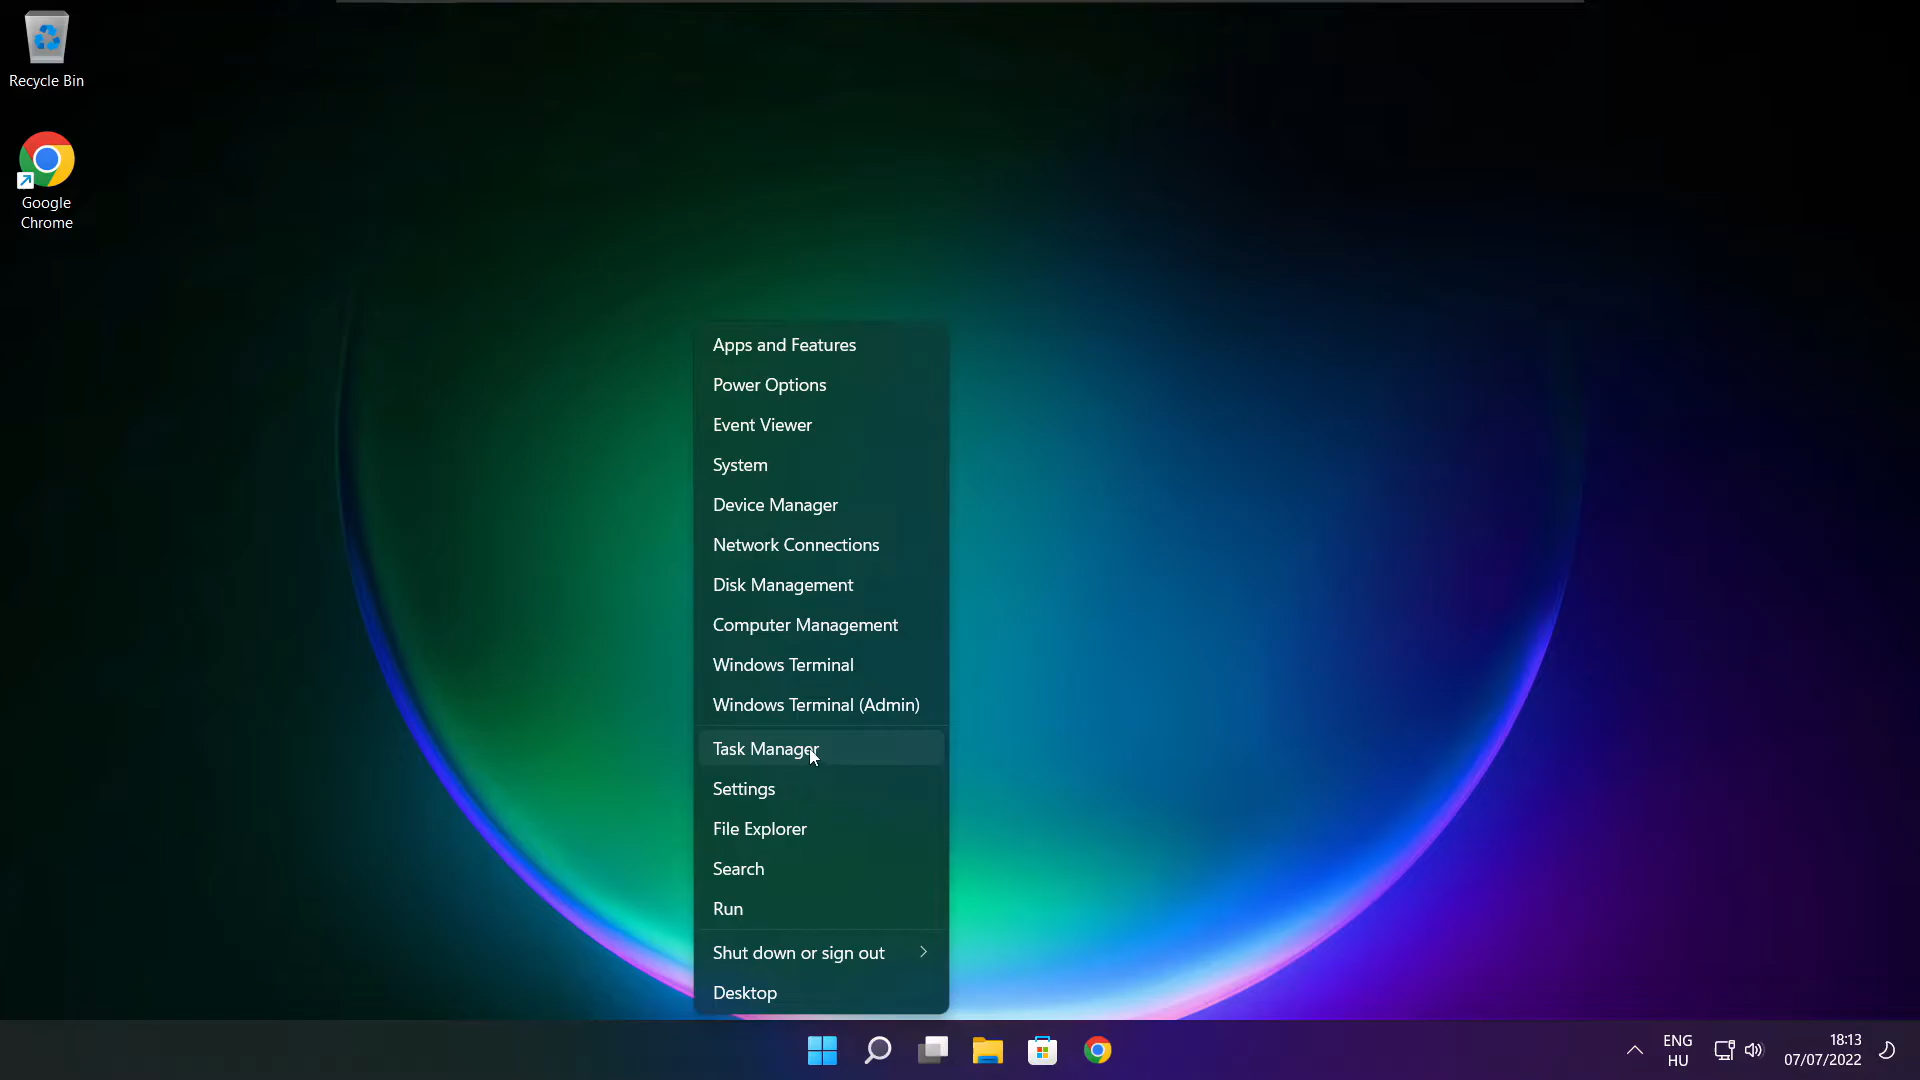 Recycle Bin
Google
Chrome
Apps and Features
Power Options
Event Viewer
System
Device Manager
Network Connections
Disk Management
Computer Management
Windows Terminal
Windows Terminal (Admin)
Task Manager
Settings
File Explorer
Search
Run
Shut down or sign out
Desktop
ENG
HU
18:13
07/07/2022